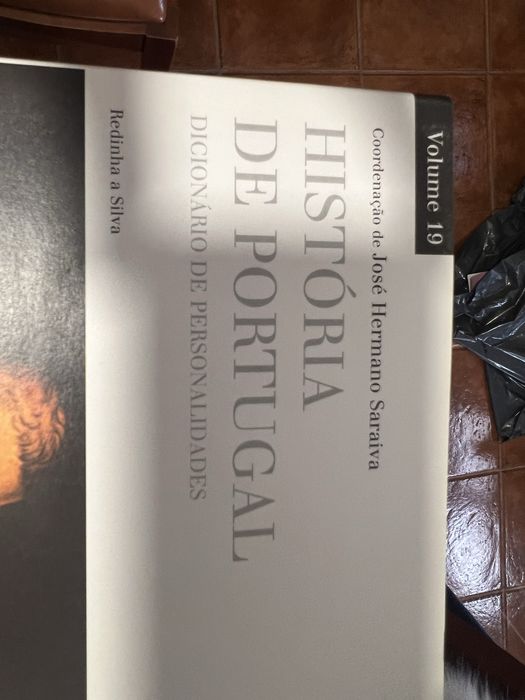 Volume 19
Coordenação de José Hermano Saraiva
HISTÓRIA
DE PORTUGAL
DICIONÁRIO DE PERSONALIDADES
Redinha a Silva